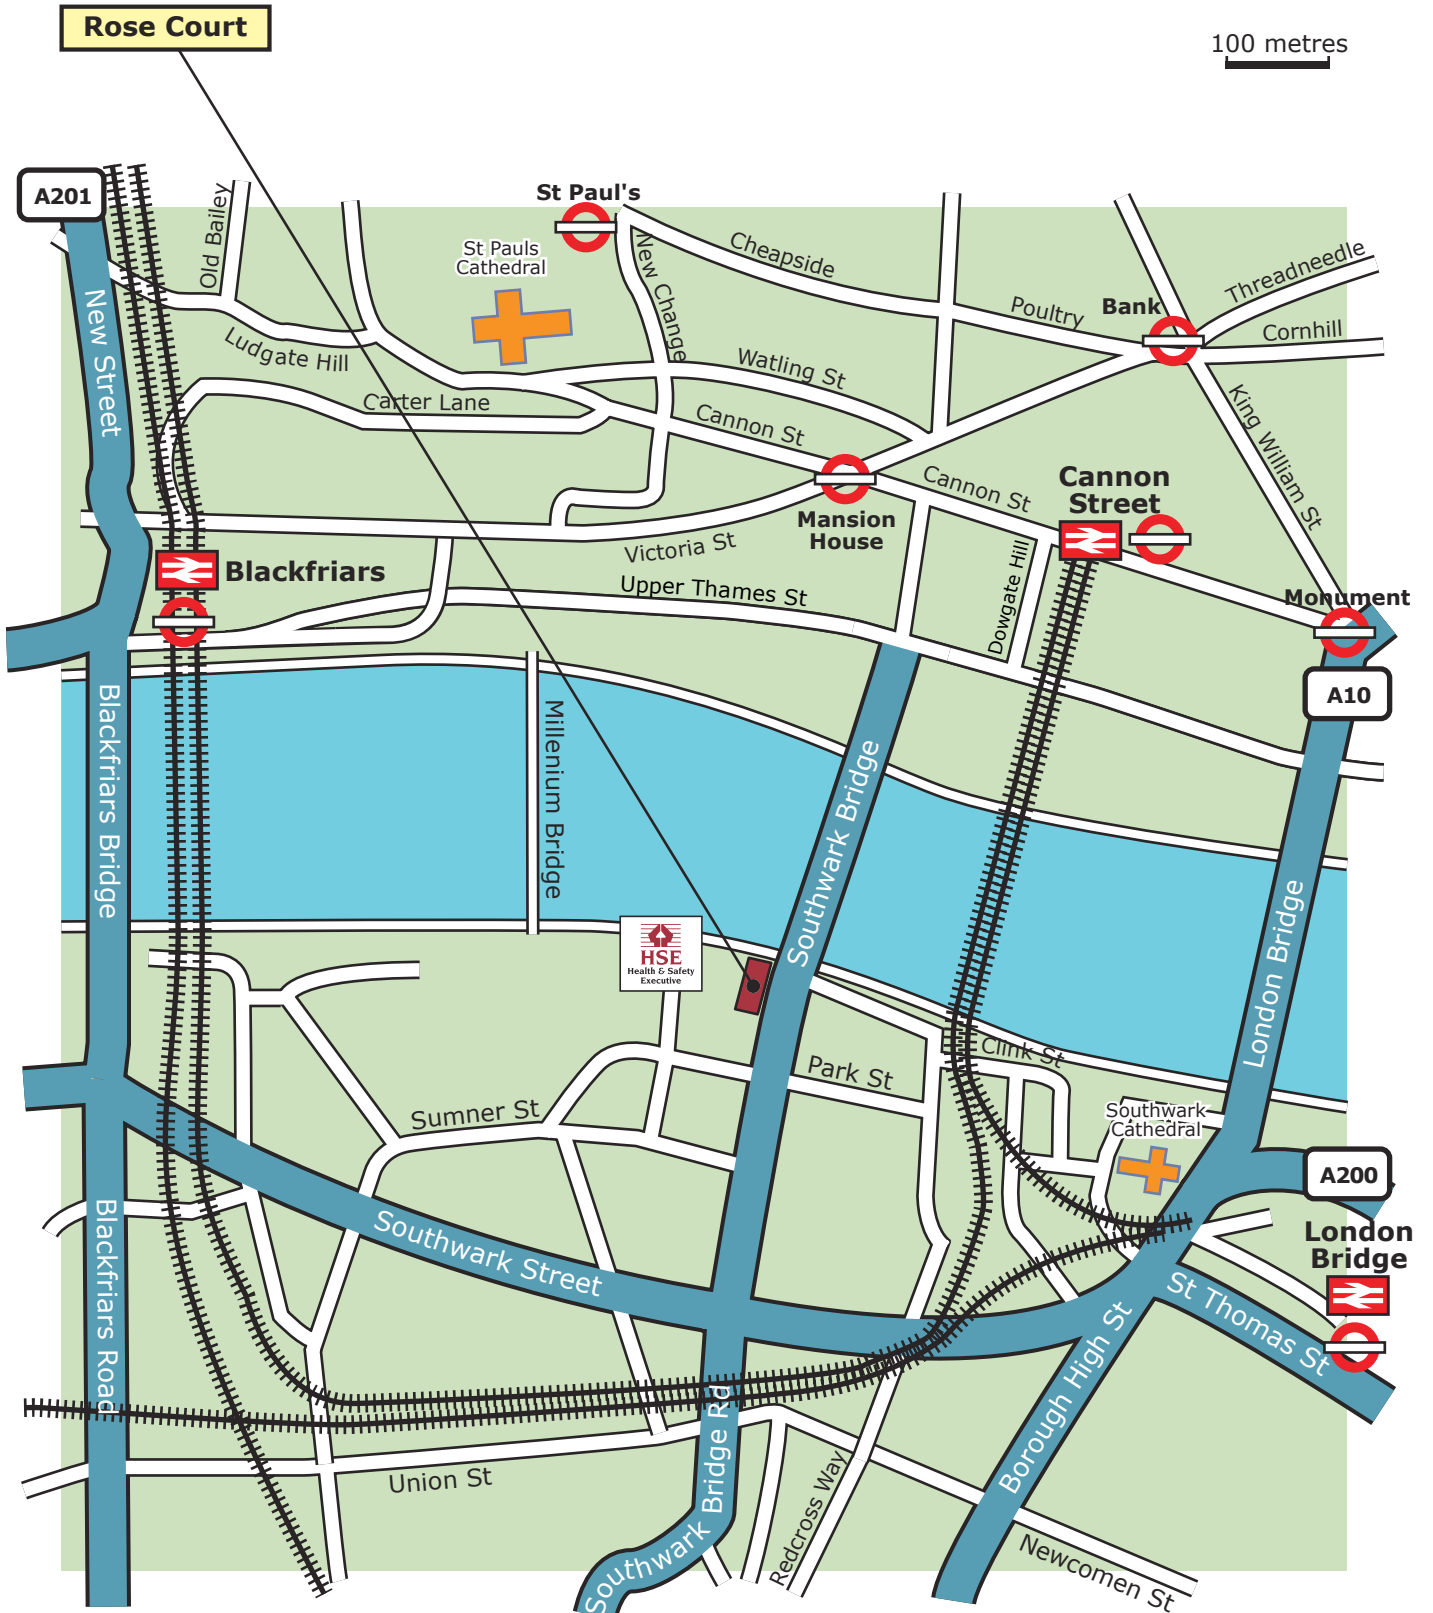 Rose Court
100 metres
A201
Old Bailey
St Paul's
St Pauls
Cathedral
New Change
Cheapside
Poultry
Bank
Threadneedle
Cornhill
New Street
Ludgate Hill
Watling St
Carter Lane
Cannon St
King William St
Cannon St
Cannon
Street
Mansion
House
Victoria St
Dowgate Hill
Blackfriars
Upper Thames St
Monument
A10
Blackfriars Bridge
Millenium Bridge
Southwark Bridge
London Bridge
HSE
Health & Safety
Executive
Clink St
Park St
Sumner St
Southwark
Cathedral
A200
Blackfriars Road
Southwark Street
London
Bridge
St Thomas St
Borough High St
Southwark Bridge Rd
Union St
Redcross Way
Newcomen St